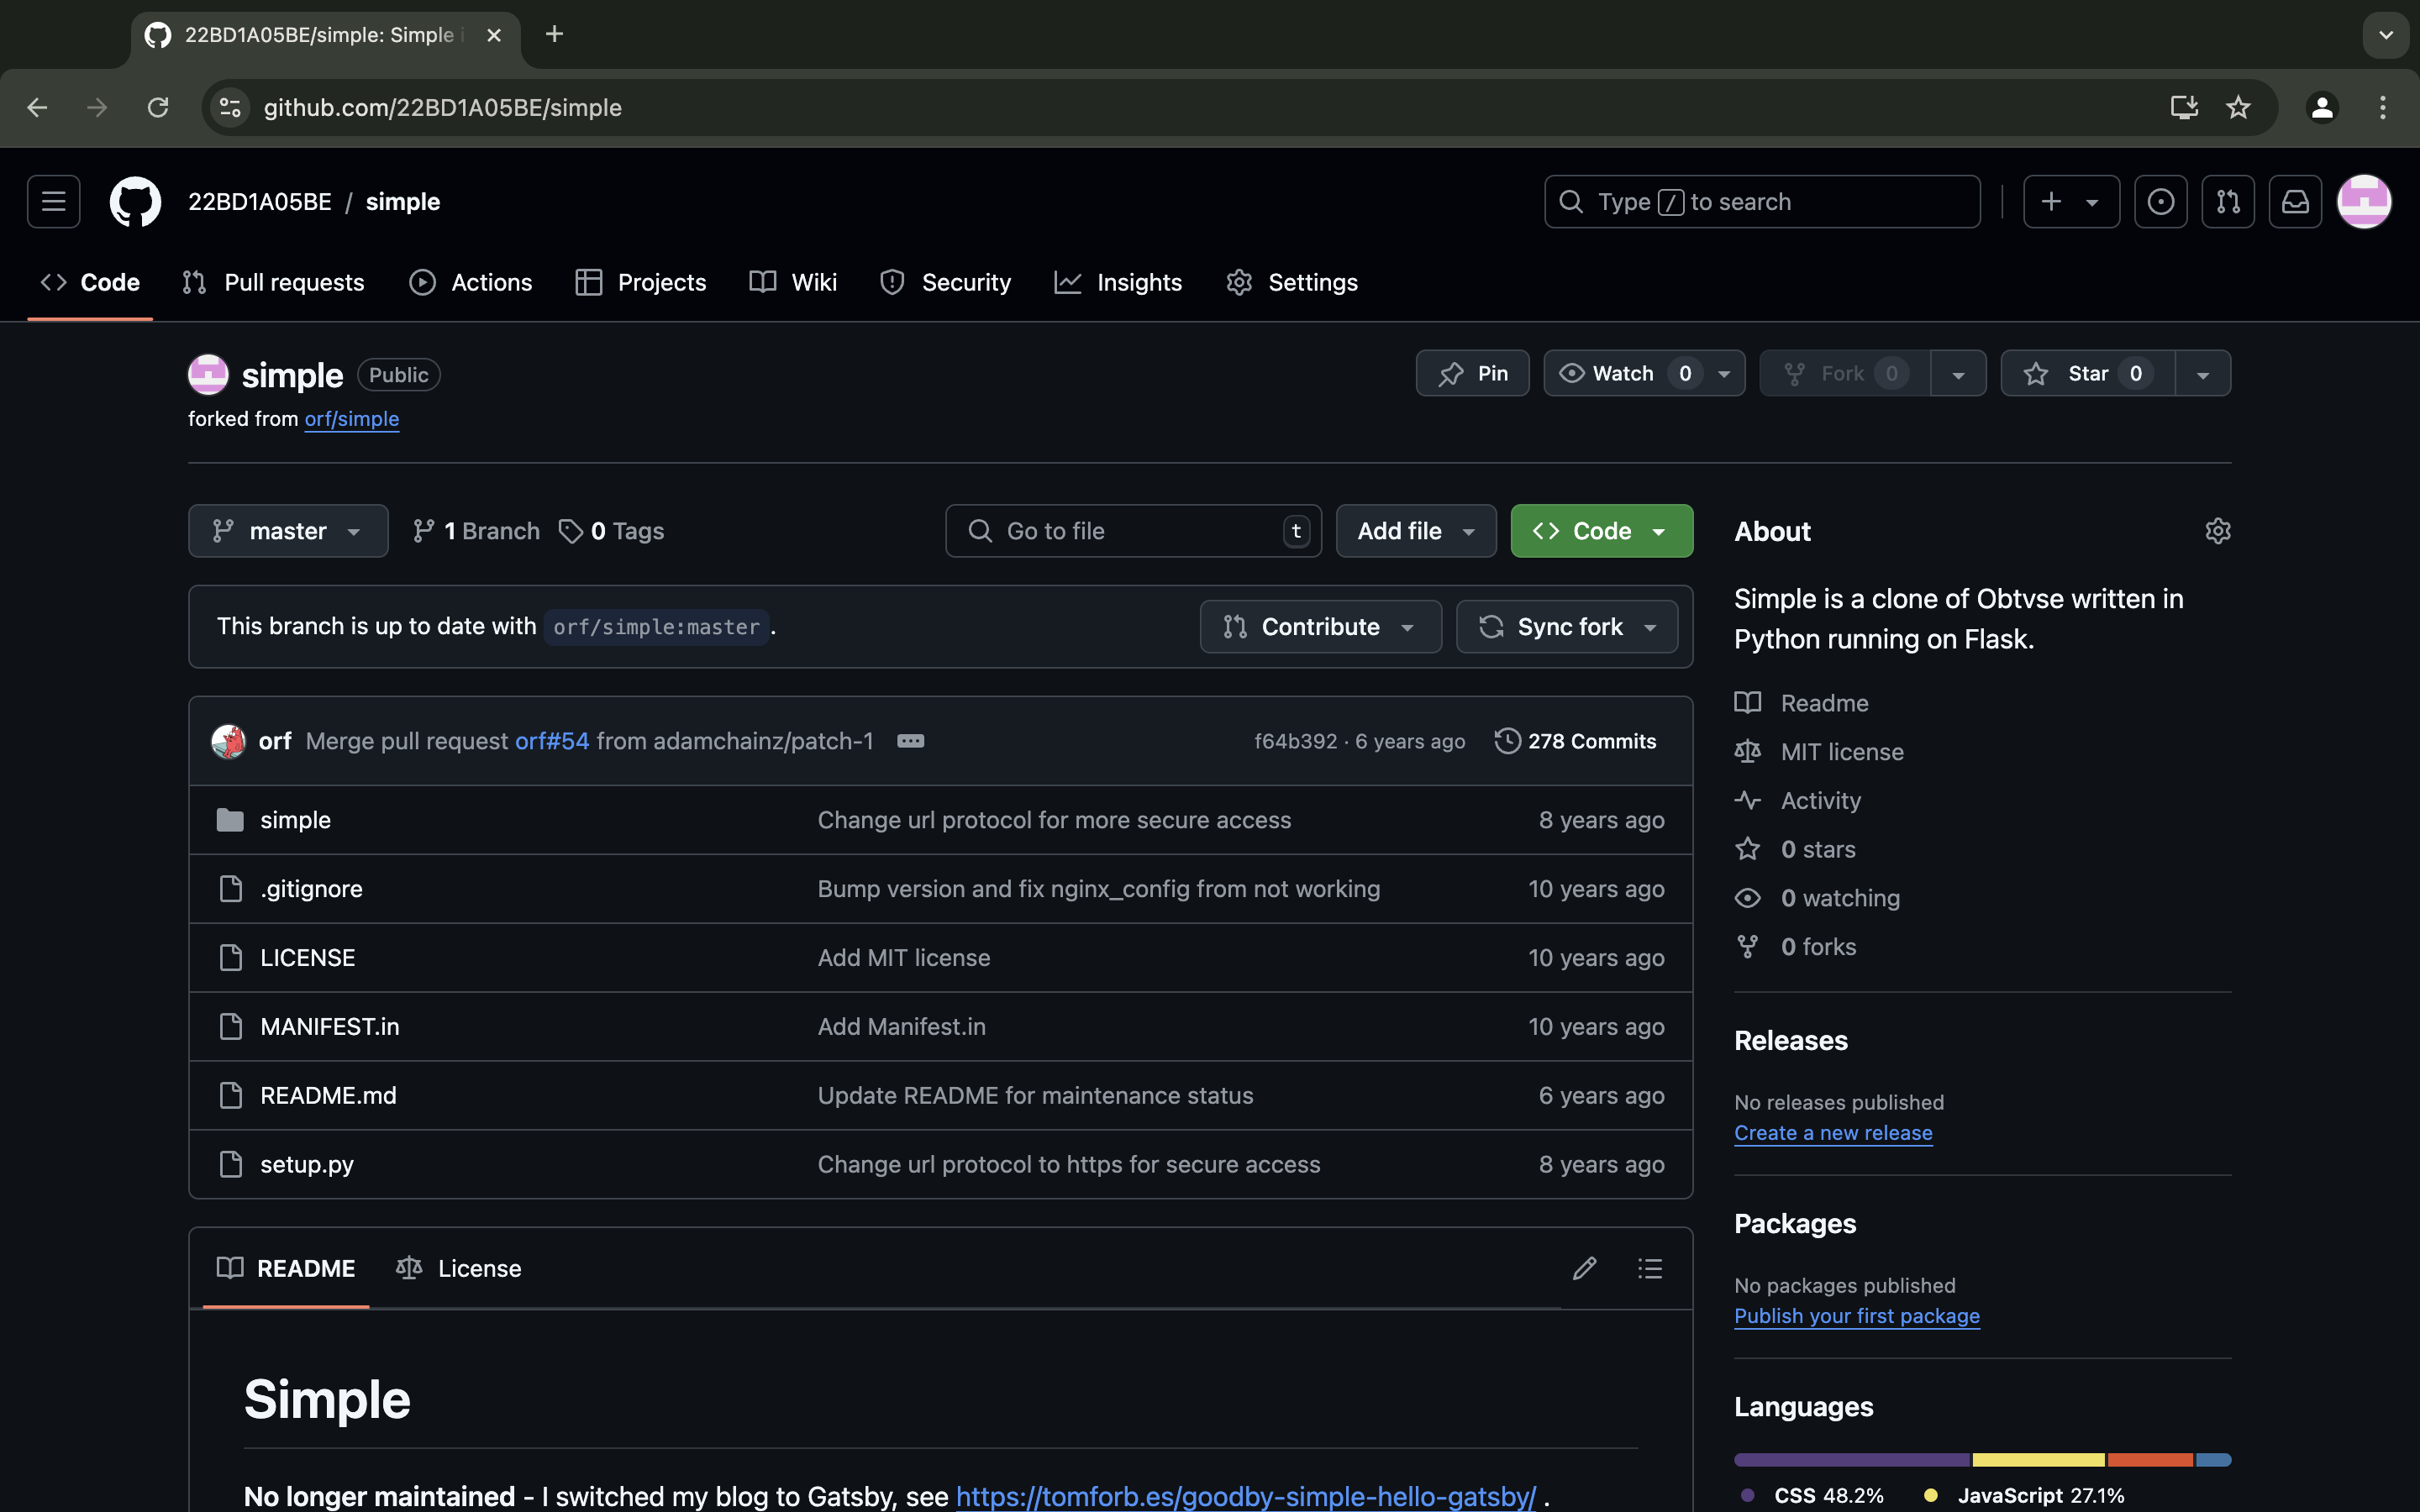 22BD1A05BE/simple: Simple i
github.com/22BD1A05BE/simple
22BD1A05BE / simple
Type / to search
Code
Pull requests
Actions
Projects
Wiki
Security
Insights
Settings
simple Public
Pin
Watch 0
Fork 0
Star 0
forked from orf/simple
master
1 Branch
0 Tags
Go to file t
Add file
Code
This branch is up to date with orf/simple:master .
Contribute
Sync fork
orf Merge pull request orf#54 from adamchainz/patch-1
f64b392 · 6 years ago
278 Commits
simple Change url protocol for more secure access 8 years ago
.gitignore Bump version and fix nginx_config from not working 10 years ago
LICENSE Add MIT license 10 years ago
MANIFEST.in Add Manifest.in 10 years ago
README.md Update README for maintenance status 6 years ago
setup.py Change url protocol to https for secure access 8 years ago
README
License
Simple
No longer maintained - I switched my blog to Gatsby, see https://tomforb.es/goodby-simple-hello-gatsby/ .
About
Simple is a clone of Obtvse written in
Python running on Flask.
Readme
MIT license
Activity
0 stars
0 watching
0 forks
Releases
No releases published
Create a new release
Packages
No packages published
Publish your first package
Languages
CSS 48.2% JavaScript 27.1%